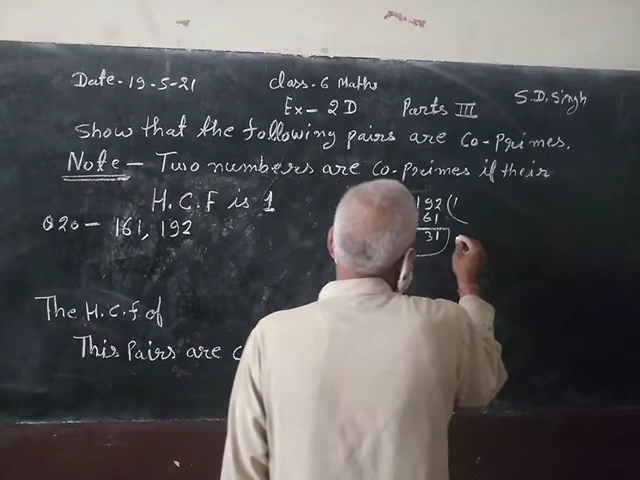 Date-19-5-21 Class-6 Maths S.D.Singh
Ex-2D Parts III
Show that the following pairs are Co-primes.
Note- Two numbers are Co-primes if their
H.C.F is 1
Q20- 161, 192
192(1
61
31
The H.C.f of
This Pairs are